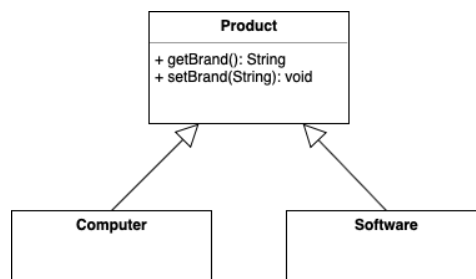 Product
+ getBrand(): String
+ setBrand(String): void
Computer
Software